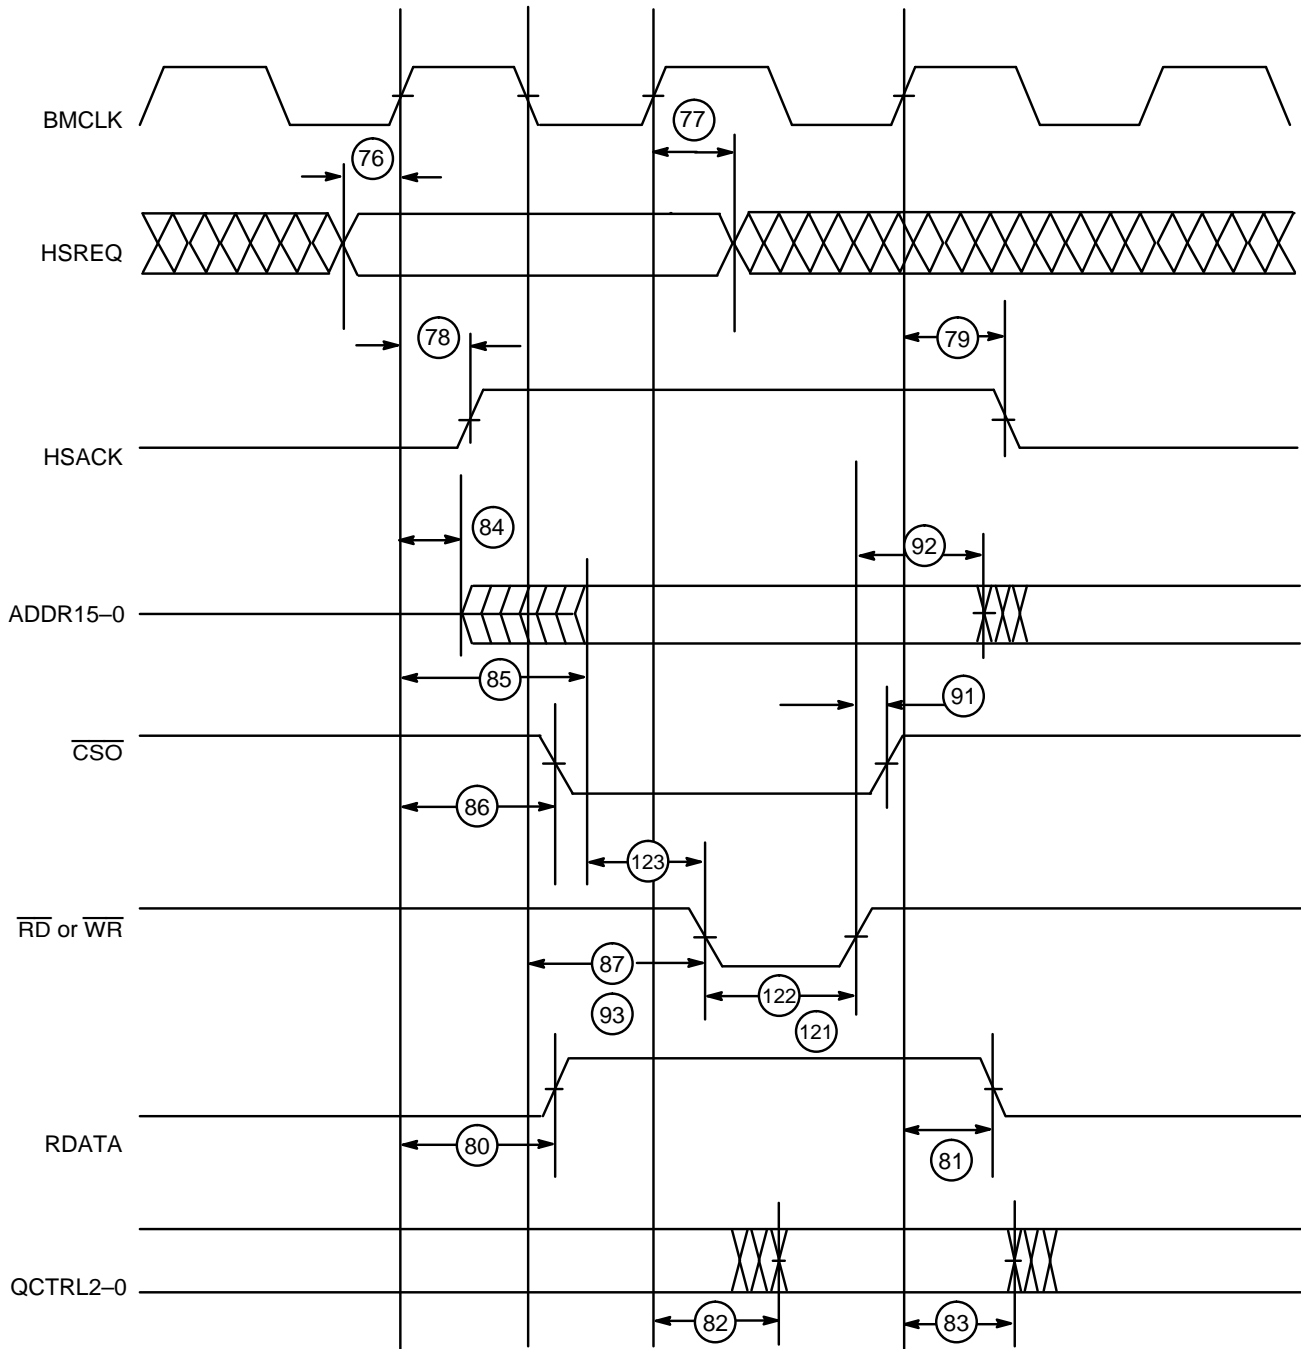 BMCLK
77
76
HSREQ
78
79
HSACK
84
92
ADDR15–0
85
91
CSO
86
123
RD or WR
87
122
93
121
RDATA
80
81
QCTRL2–0
82
83